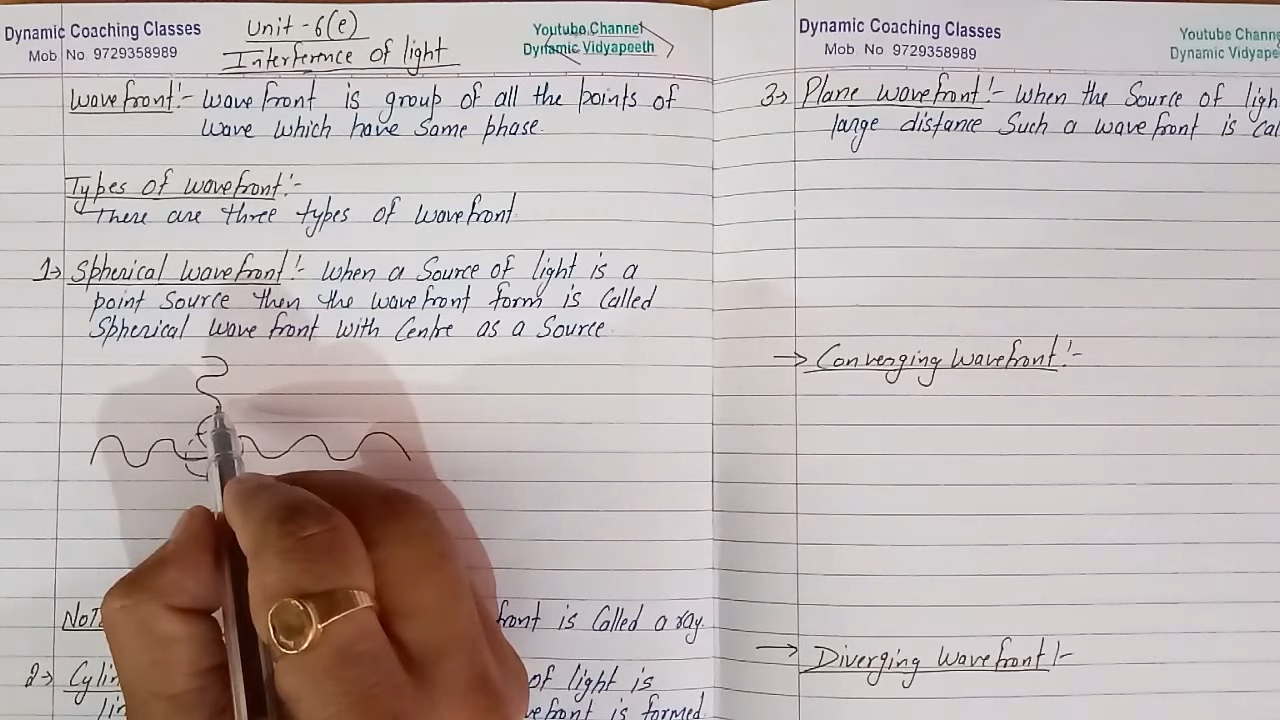 Dynamic Coaching Classes
Mob No 9729358989
Unit-6(e)
Interference of light
Youtube Channel
Dynamic Vidyapeeth
Wavefront!- Wavefront is group of all the points of
wave which have same phase.
Types of wavefront!-
There are three types of wavefront
1→ Spherical wavefront!- When a Source of light is a
point source then the wavefront form is Called
Spherical wave front with Centre as a Source.
front is Called a ray.
2→
of light is
front is formed
Dynamic Coaching Classes
Mob No 9729358989
Youtube
Dynamic
3→ Plane wavefront!- When the Source of
large distance Such a wavefront is
→ Converging Wavefront!-
→ Diverging Wavefront!-